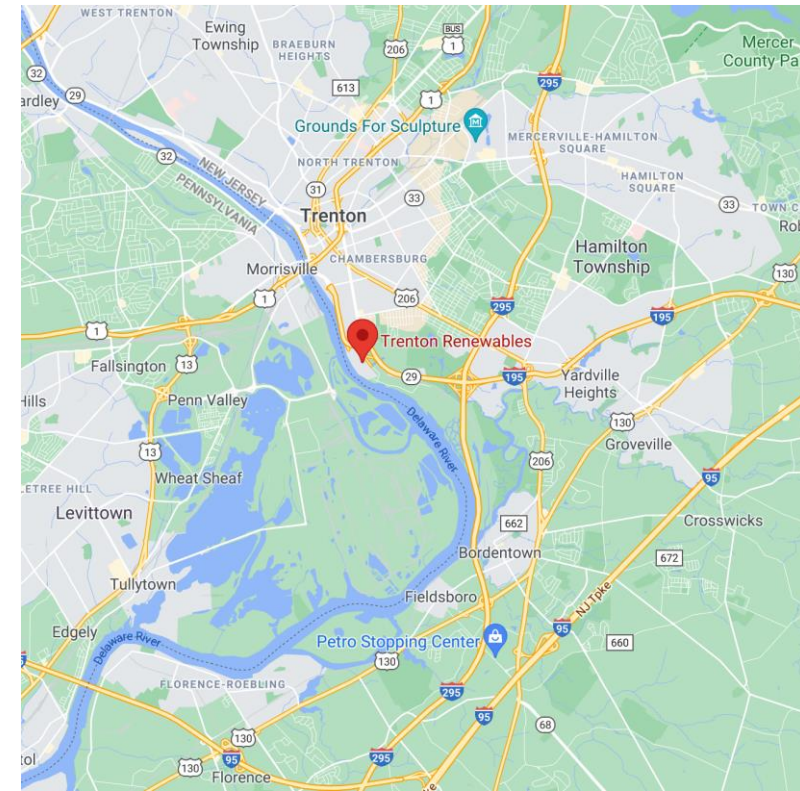 WEST TRENTON
Ewing
Township
BRAEBURN
HEIGHTS
206
BUS
1
Mercer
County Pa
32
29
ardley
613
1
295
Grounds For Sculpture
MERCERVILLE-HAMILTON
SQUARE
32
NEW JERSEY
PENNSYLVANIA
NORTH TRENTON
31
33
HAMILTON
SQUARE
33
TOWN C
Rob
Trenton
Morrisville
CHAMBERSBURG
Hamilton
Township
130
1
206
295
195
1
Trenton Renewables
Fallsington
13
29
195
Yardville
Heights
Hills
Penn Valley
Delaware River
130
Groveville
13
206
95
Wheat Sheaf
LETREE HILL
Levittown
662
Crosswicks
Bordentown
672
Tullytown
Fieldsboro
NJ Tpke
Edgely
Delaware River
Petro Stopping Center
95
660
130
FLORENCE-ROEBLING
295
95
68
130
tol
95
130
Florence
295
ke